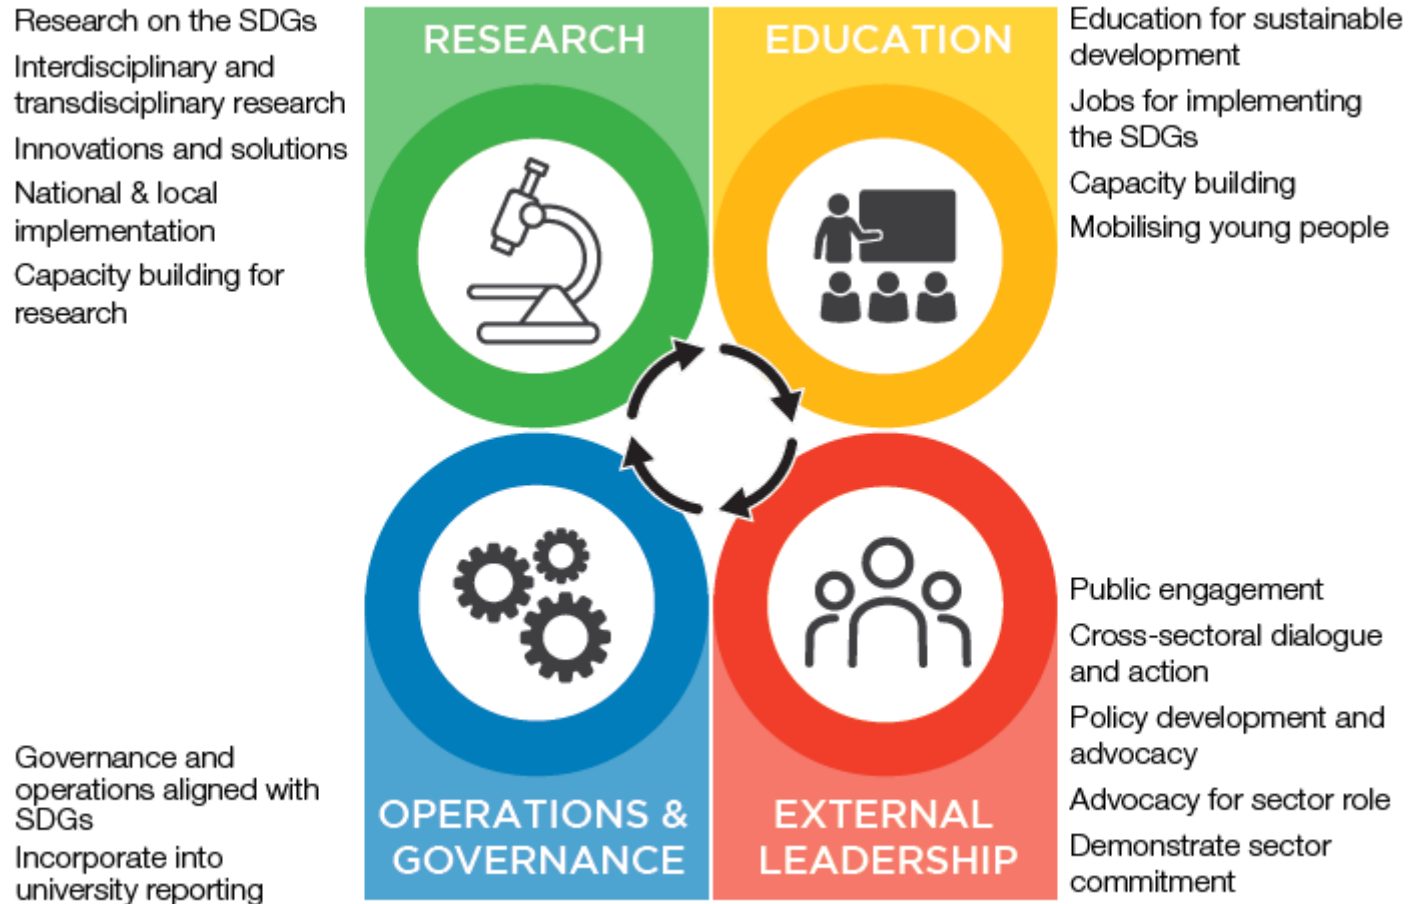 Research on the SDGs
Interdisciplinary and
transdisciplinary research
Innovations and solutions
National & local
implementation
Capacity building for
research
RESEARCH
EDUCATION
Education for sustainable
development
Jobs for implementing
the SDGs
Capacity building
Mobilising young people
Governance and
operations aligned with
SDGs
Incorporate into
university reporting
OPERATIONS &
GOVERNANCE
EXTERNAL
LEADERSHIP
Public engagement
Cross-sectoral dialogue
and action
Policy development and
advocacy
Advocacy for sector role
Demonstrate sector
commitment